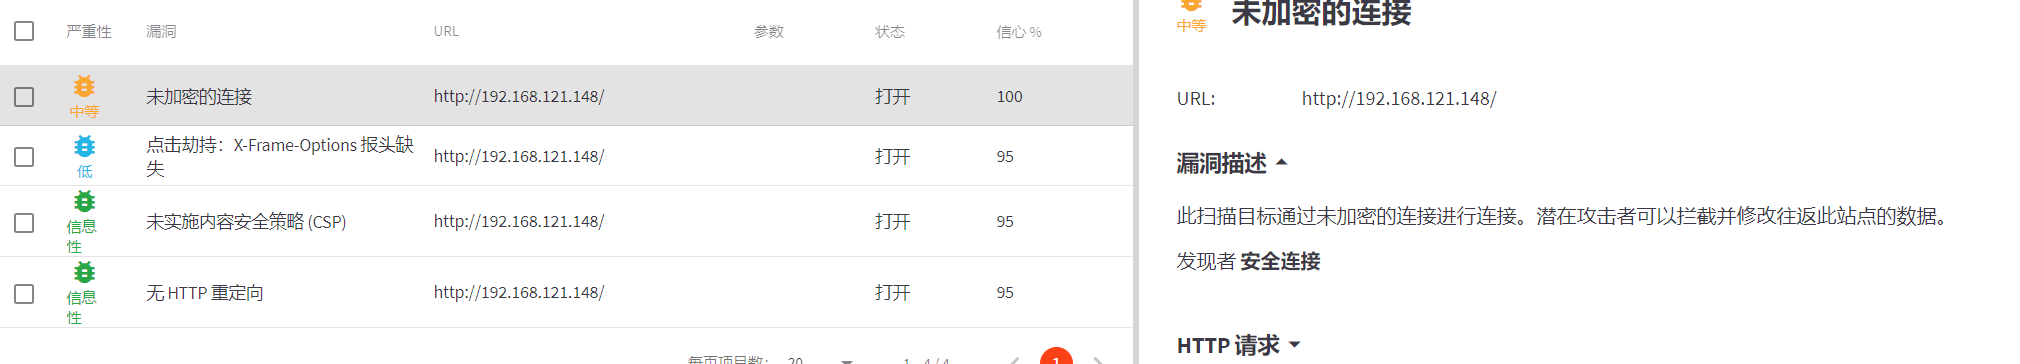 严重性 漏洞 URL 参数 状态 信心 %
中等 未加密的连接 http://192.168.121.148/ 打开 100
低 点击劫持：X-Frame-Options 报头缺
失 http://192.168.121.148/ 打开 95
信息
性 未实施内容安全策略 (CSP) http://192.168.121.148/ 打开 95
信息
性 无 HTTP 重定向 http://192.168.121.148/ 打开 95
每页项目数： 20 1 - 4 / 4 1
中等 未加密的连接
URL: http://192.168.121.148/
漏洞描述
此扫描目标通过未加密的连接进行连接。潜在攻击者可以拦截并修改往返此站点的数据。
发现者 安全连接
HTTP 请求